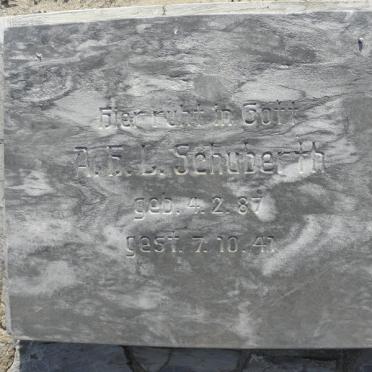 Hier ruht in Gott
A. F. L. Schuberth
geb. 4. 2. 87
gest. 7. 10. 41